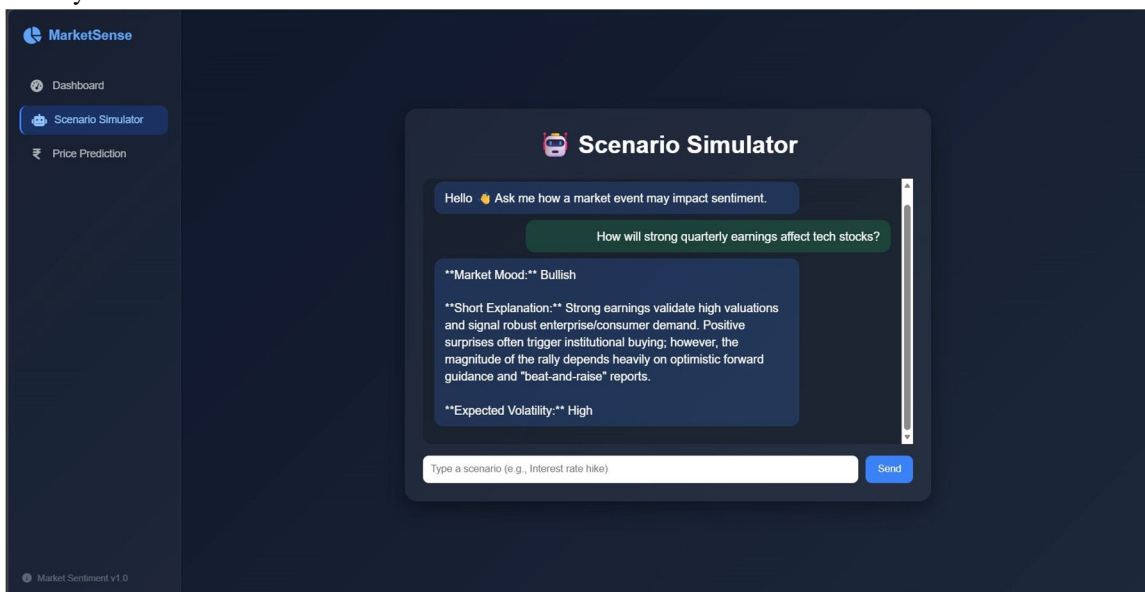 MarketSense
Dashboard
Scenario Simulator
₹ Price Prediction
Market Sentiment v1.0
Scenario Simulator
Hello 👋 Ask me how a market event may impact sentiment.
How will strong quarterly earnings affect tech stocks?
**Market Mood:** Bullish
**Short Explanation:** Strong earnings validate high valuations
and signal robust enterprise/consumer demand. Positive
surprises often trigger institutional buying; however, the
magnitude of the rally depends heavily on optimistic forward
guidance and "beat-and-raise" reports.
**Expected Volatility:** High
Type a scenario (e.g., Interest rate hike)
Send